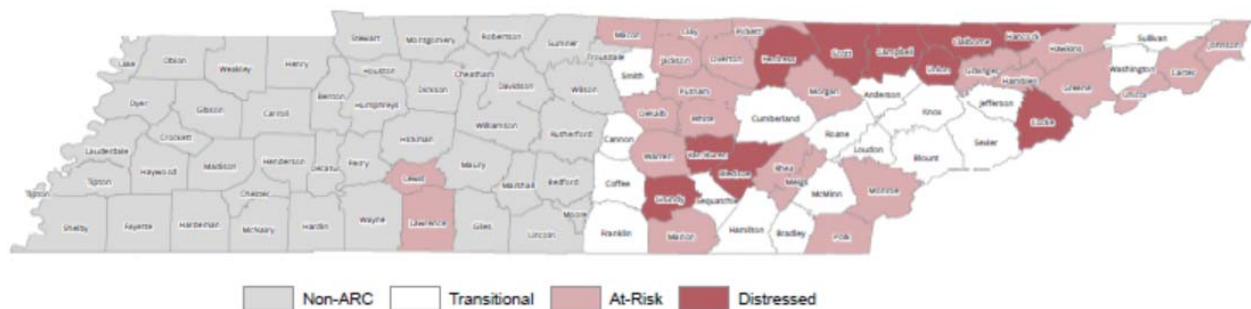 Stewart Montgomery Robertson Sumner Macon Clay Pickett Fentress Scott Campbell Claiborne Hancock Hawkins Sullivan Johnson
Lake Obion Weakley Henry Houston Cheatham Trousdale Smith Jackson Overton Union Grainger Hamblen Greene Washington Carter Unicoi
Dyer Gibson Carroll Benton Humphreys Dickson Davidson Wilson Putnam Morgan Anderson Knox Jefferson Cocke
Crockett Williamson Rutherford Cannon DeKalb White Cumberland Roane Loudon Blount Sevier
Lauderdale Haywood Madison Henderson Decatur Perry Hickman Maury Bedford Warren Van Buren Bledsoe Rhea Meigs McMinn Monroe
Tipton Tipton Chester Lewis Marshall Moore Coffee Grundy Sequatchie
Shelby Fayette Hardeman McNairy Hardin Wayne Lawrence Giles Lincoln Franklin Marion Hamilton Bradley Polk
Non-ARC Transitional At-Risk Distressed